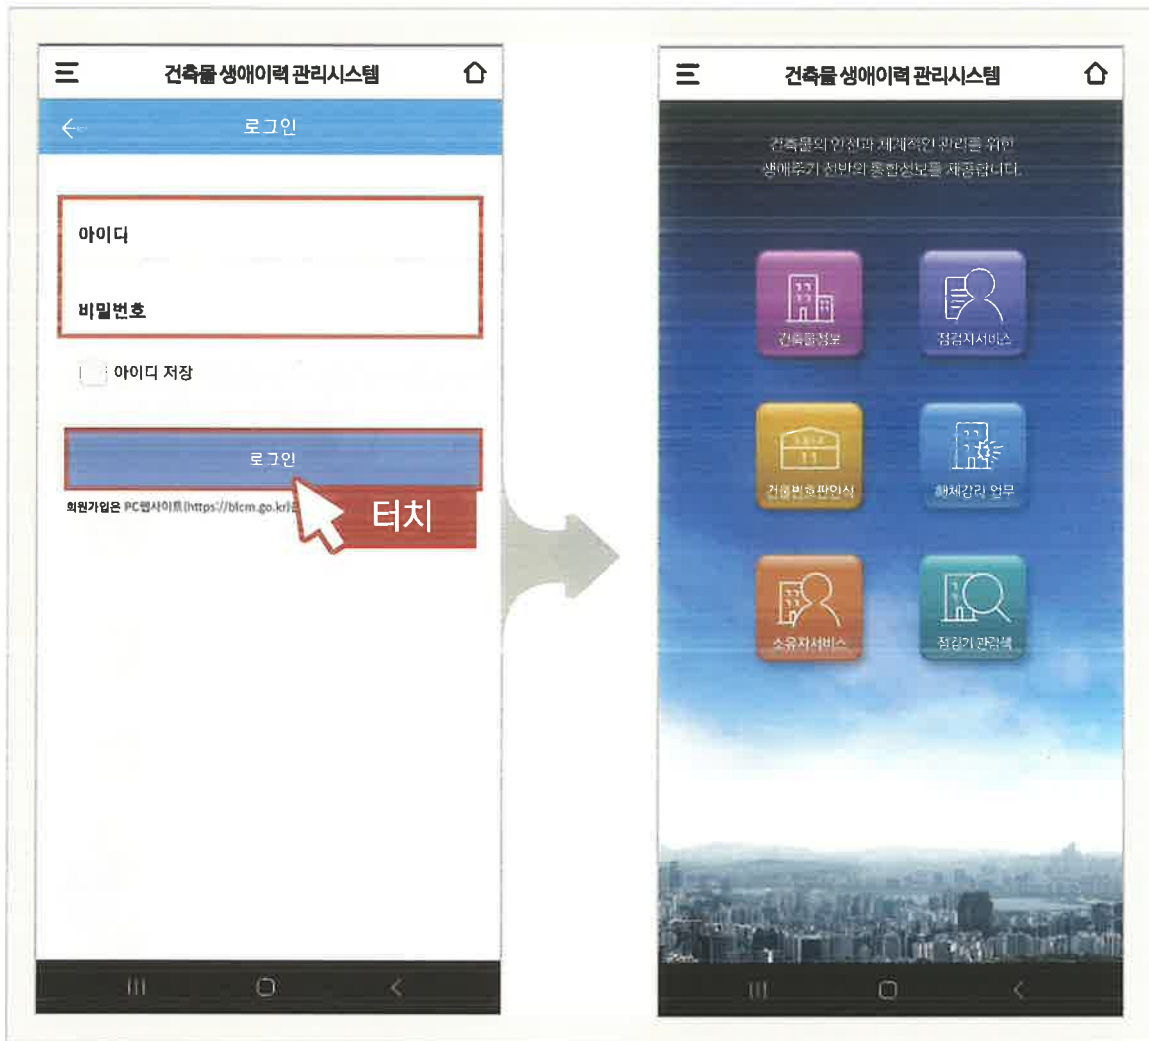 건축물 생애이력 관리시스템
로그인
아이디
비밀번호
아이디 저장
로그인
회원가입은 PC웹사이트(https://blcm.go.kr)
터치
건축물 생애이력 관리시스템
건축물의 안전과 체계적인 관리를 위한
생애주기 전반의 통합정보를 제공합니다.
건축물정보
점검자서비스
건물번호판인식
해체감리 업무
소유자서비스
점검기관검색